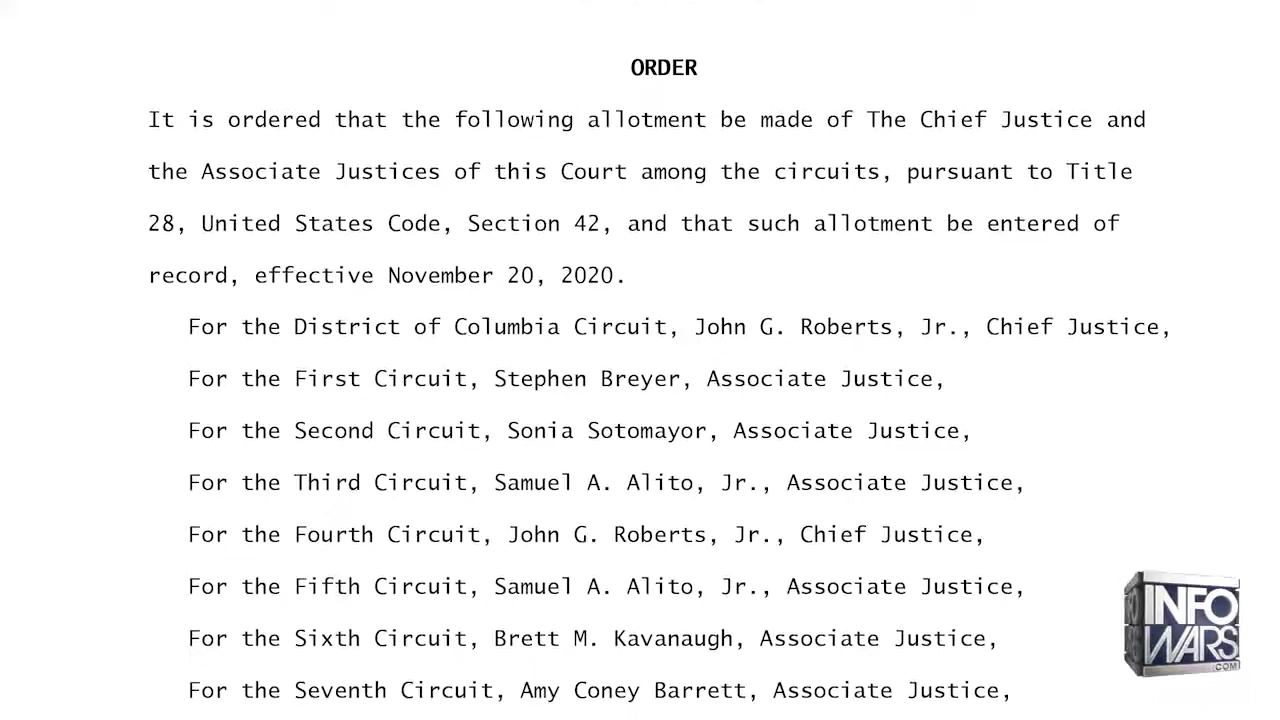 ORDER
It is ordered that the following allotment be made of The Chief Justice and
the Associate Justices of this Court among the circuits, pursuant to Title
28, United States Code, Section 42, and that such allotment be entered of
record, effective November 20, 2020.
For the District of Columbia Circuit, John G. Roberts, Jr., Chief Justice,
For the First Circuit, Stephen Breyer, Associate Justice,
For the Second Circuit, Sonia Sotomayor, Associate Justice,
For the Third Circuit, Samuel A. Alito, Jr., Associate Justice,
For the Fourth Circuit, John G. Roberts, Jr., Chief Justice,
For the Fifth Circuit, Samuel A. Alito, Jr., Associate Justice,
For the Sixth Circuit, Brett M. Kavanaugh, Associate Justice,
For the Seventh Circuit, Amy Coney Barrett, Associate Justice,
INFO
WARS
.COM